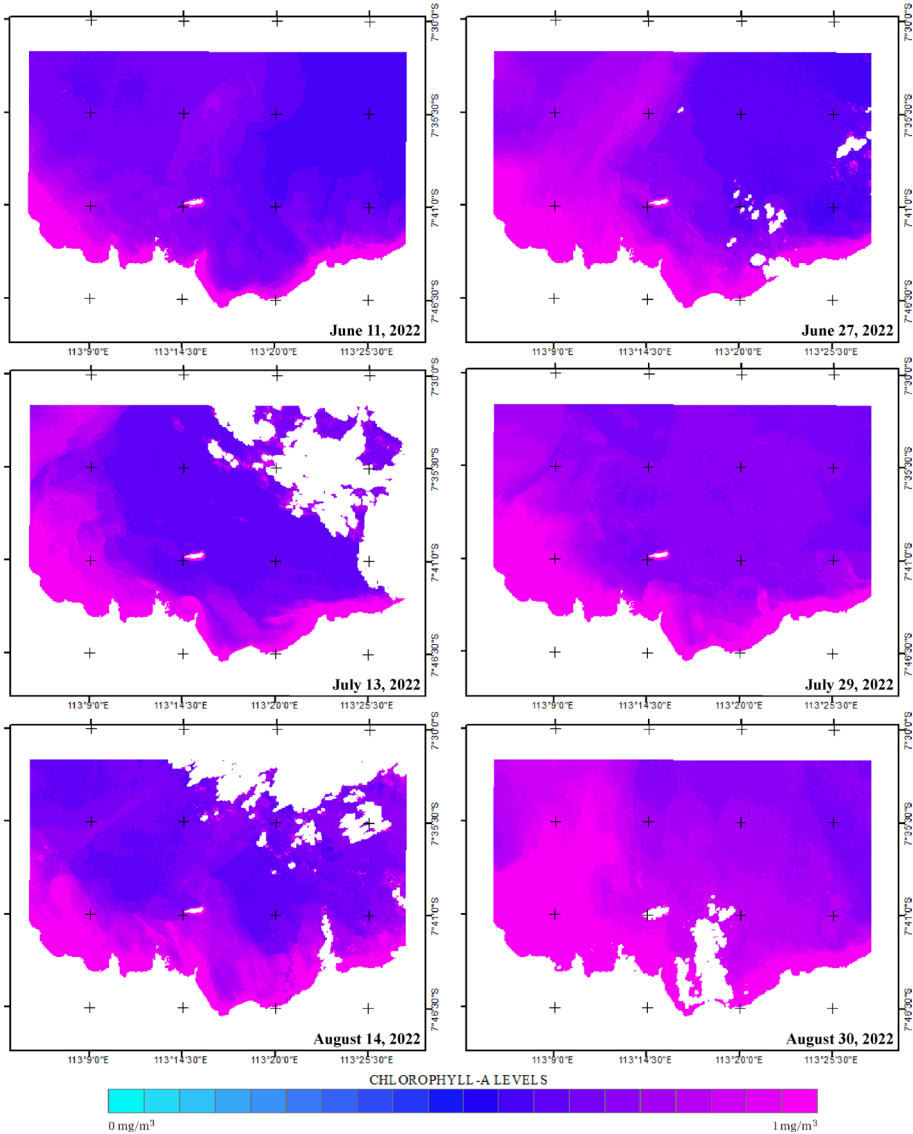 7°30'0"S
7°35'30"S
7°41'0"S
7°46'30"S
June 11, 2022
113°9'0"E 113°14'30"E 113°20'0"E 113°25'30"E
7°30'0"S
7°35'30"S
7°41'0"S
7°46'30"S
June 27, 2022
113°9'0"E 113°14'30"E 113°20'0"E 113°25'30"E
7°30'0"S
7°35'30"S
7°41'0"S
7°46'30"S
July 13, 2022
113°9'0"E 113°14'30"E 113°20'0"E 113°25'30"E
7°30'0"S
7°35'30"S
7°41'0"S
7°46'30"S
July 29, 2022
113°9'0"E 113°14'30"E 113°20'0"E 113°25'30"E
7°30'0"S
7°35'30"S
7°41'0"S
7°46'30"S
August 14, 2022
113°9'0"E 113°14'30"E 113°20'0"E 113°25'30"E
7°30'0"S
7°35'30"S
7°41'0"S
7°46'30"S
August 30, 2022
113°9'0"E 113°14'30"E 113°20'0"E 113°25'30"E
CHLOROPHYLL-A LEVELS
0 mg/m³ 1 mg/m³